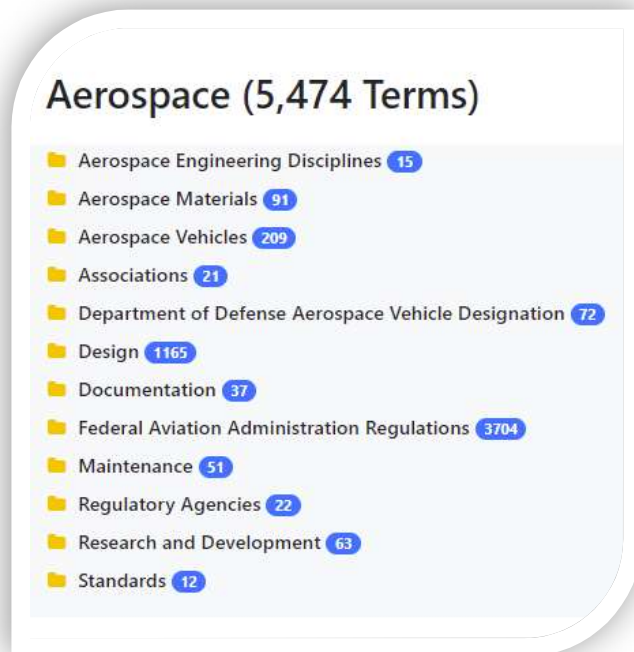 Aerospace (5,474 Terms)
Aerospace Engineering Disciplines 15
Aerospace Materials 91
Aerospace Vehicles 209
Associations 21
Department of Defense Aerospace Vehicle Designation 72
Design 1165
Documentation 37
Federal Aviation Administration Regulations 3704
Maintenance 51
Regulatory Agencies 22
Research and Development 63
Standards 12